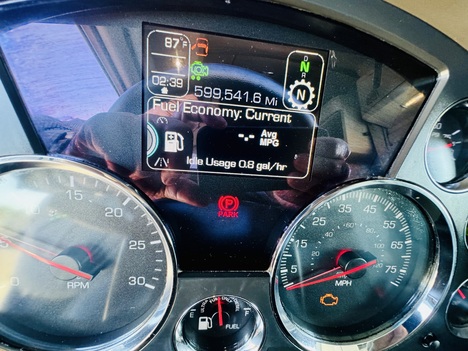 87°F
02:39
D
N
R
N
599,541.6 Mi
Fuel Economy: Current
-.- Avg
MPG
Idle Usage 0.8 gal/hr
P
PARK
15 20 25 30
RPM
FUEL
5 15 25 35 45 55 65 75
MPH